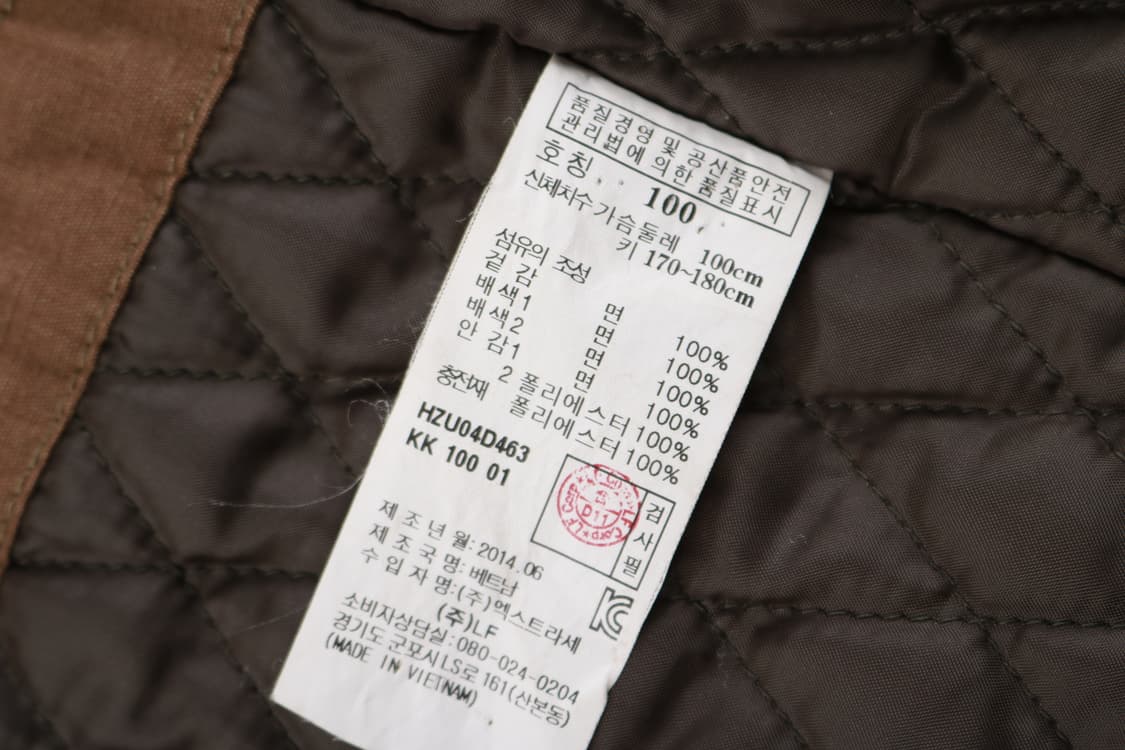 품질경영 및 공산품안전
관리법에 의한 품질표시
호칭 100
신체치수 가슴둘레 100cm
키 170~180cm
섬유의 조성
겉감 면 100%
배색1 면 100%
배색2 면 100%
안감1 면 100%
2 폴리에스터 100%
충전재 폴리에스터 100%
HZU04D463
KK 100 01
검사필
D11
제조년월: 2014.06
제조국명: 베트남
수입자명: (주)엑스트라세
(주)LF
소비자상담실: 080-024-0204
경기도 군포시 LS로 161(산본동)
(MADE IN VIETNAM)